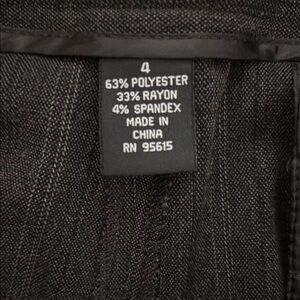 4
63% POLYESTER
33% RAYON
4% SPANDEX
MADE IN
CHINA
RN 95615